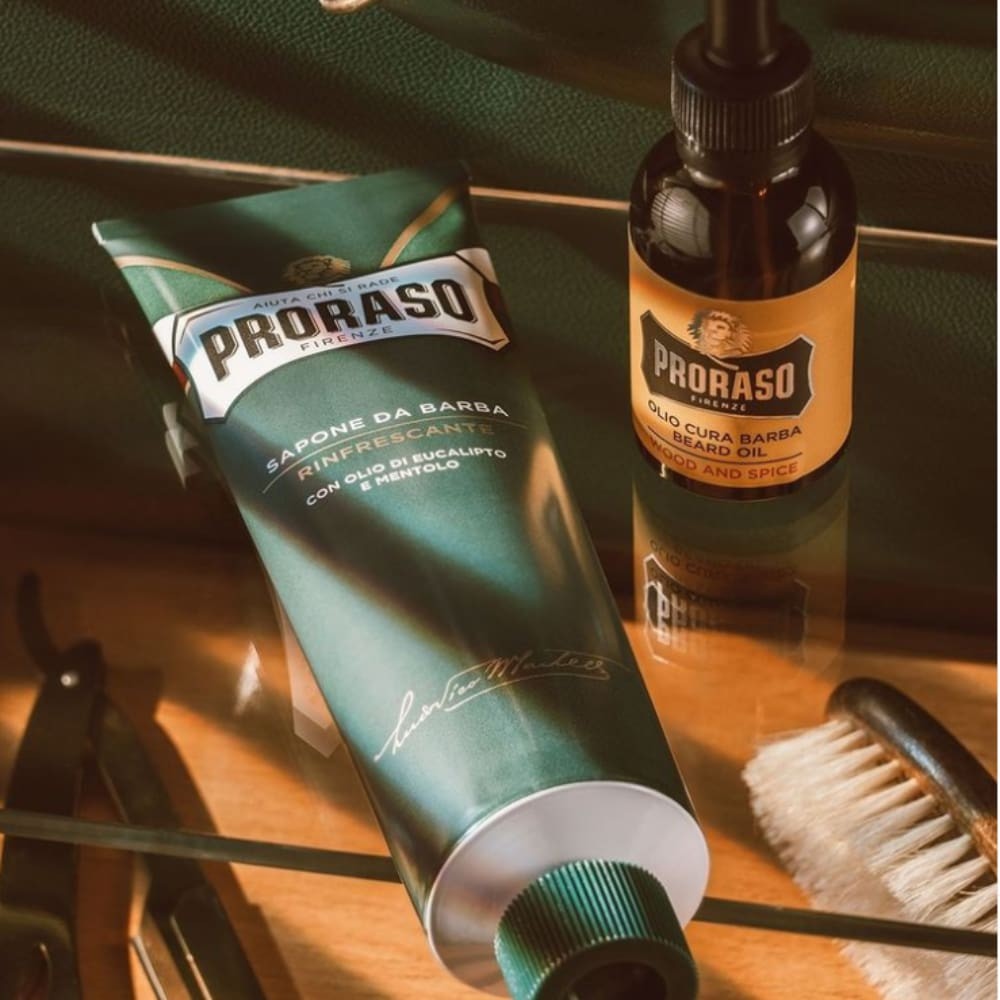 AIUTA CHI SI RADE
PRORASO
FIRENZE
SAPONE DA BARBA
RINFRESCANTE
CON OLIO DI EUCALIPTO
E MENTOLO
PRORASO
FIRENZE
OLIO CURA BARBA
BEARD OIL
WOOD AND SPICE